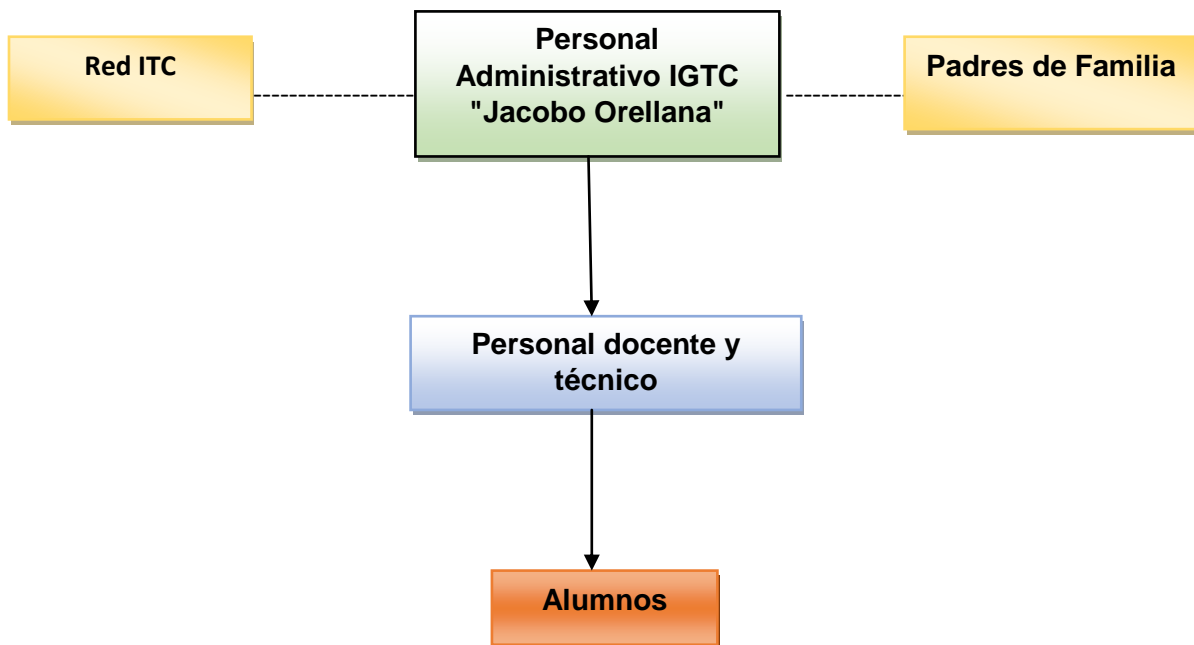 Red ITC
Personal
Administrativo IGTC
"Jacobo Orellana"
Padres de Familia
Personal docente y
técnico
Alumnos